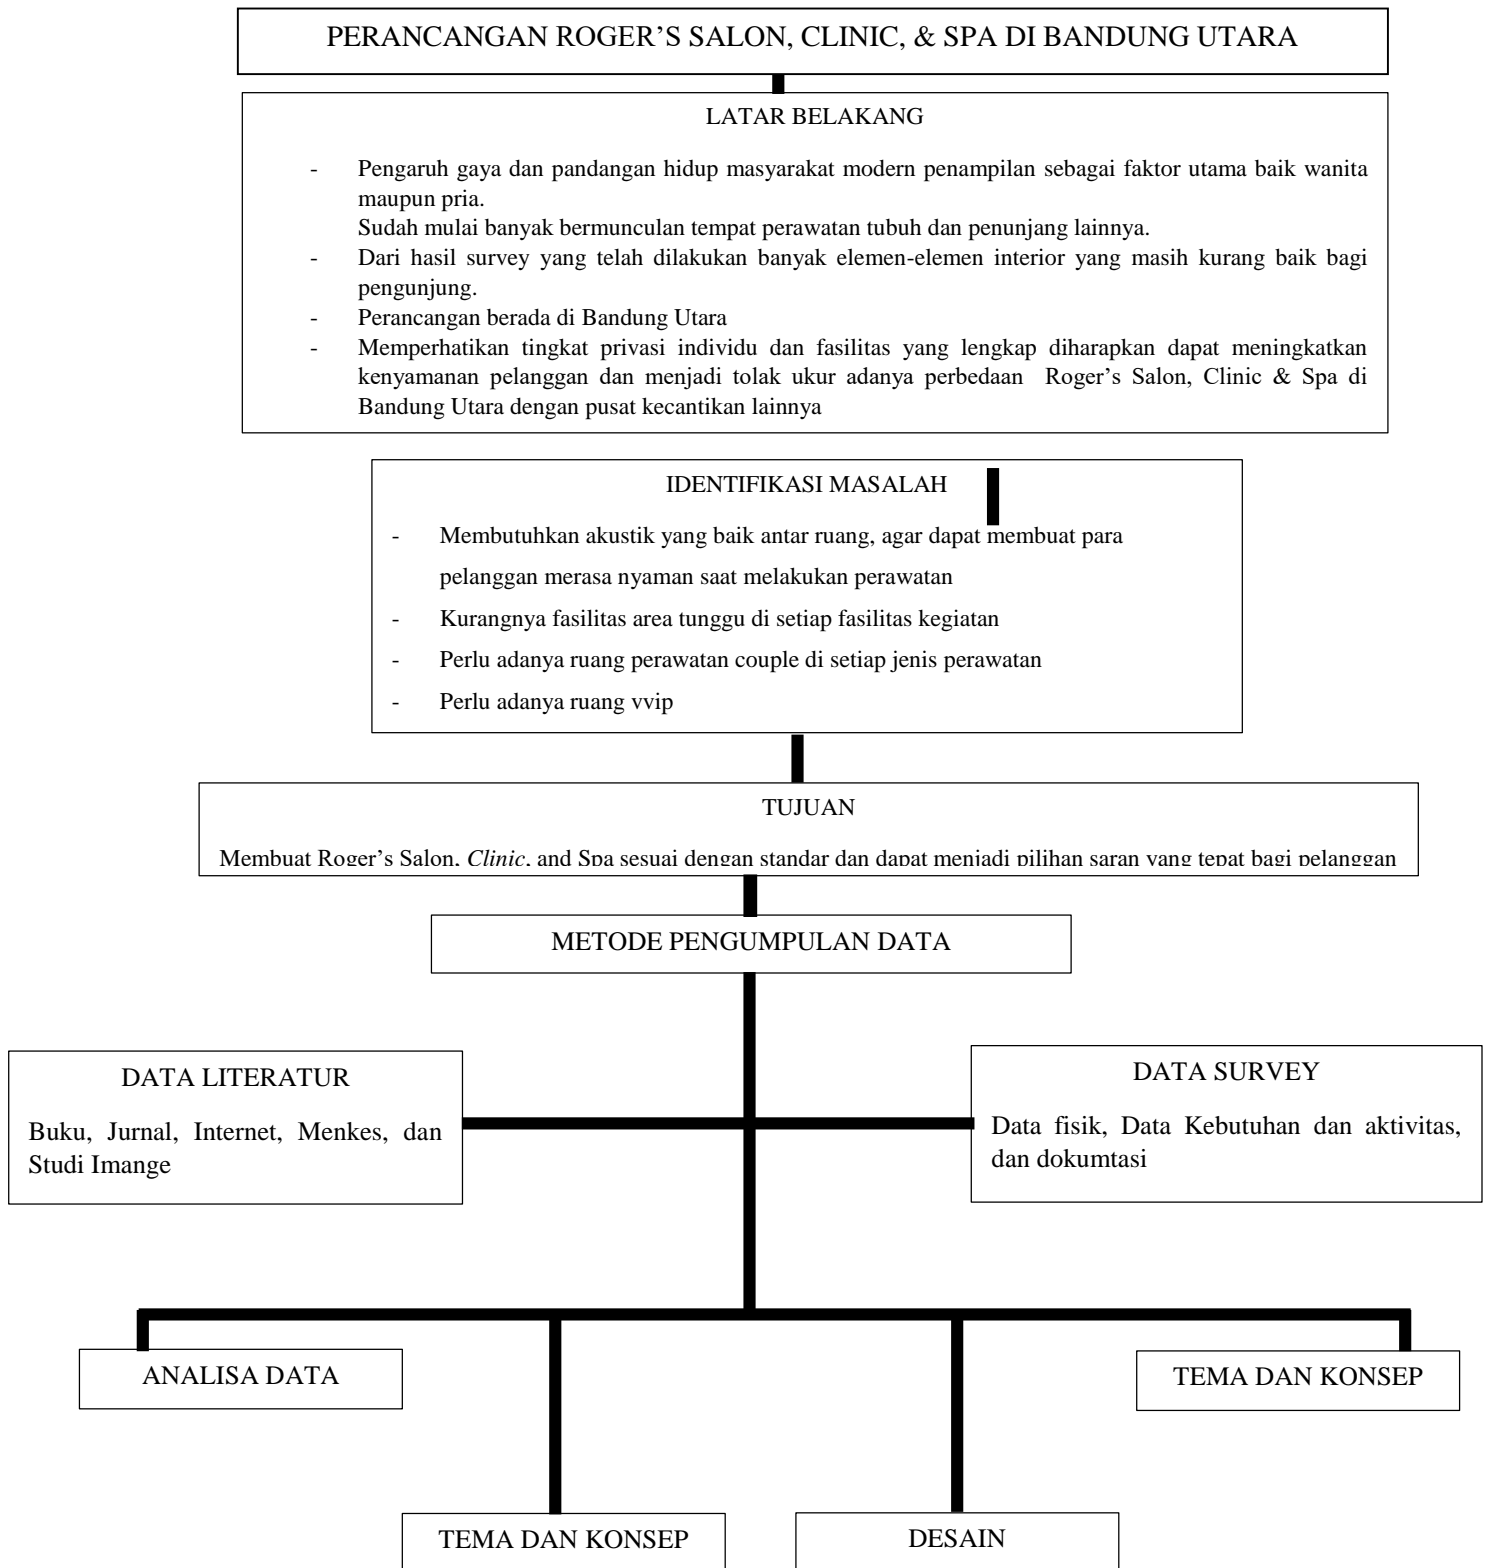 PERANCANGAN ROGER’S SALON, CLINIC, & SPA DI BANDUNG UTARA
LATAR BELAKANG
- Pengaruh gaya dan pandangan hidup masyarakat modern penampilan sebagai faktor utama baik wanita
maupun pria.
Sudah mulai banyak bermunculan tempat perawatan tubuh dan penunjang lainnya.
- Dari hasil survey yang telah dilakukan banyak elemen-elemen interior yang masih kurang baik bagi
pengunjung.
- Perancangan berada di Bandung Utara
- Memperhatikan tingkat privasi individu dan fasilitas yang lengkap diharapkan dapat meningkatkan
kenyamanan pelanggan dan menjadi tolak ukur adanya perbedaan Roger’s Salon, Clinic & Spa di
Bandung Utara dengan pusat kecantikan lainnya
IDENTIFIKASI MASALAH
- Membutuhkan akustik yang baik antar ruang, agar dapat membuat para
pelanggan merasa nyaman saat melakukan perawatan
- Kurangnya fasilitas area tunggu di setiap fasilitas kegiatan
- Perlu adanya ruang perawatan couple di setiap jenis perawatan
- Perlu adanya ruang vvip
TUJUAN
Membuat Roger’s Salon, Clinic, and Spa sesuai dengan standar dan dapat menjadi pilihan saran yang tepat bagi pelanggan
METODE PENGUMPULAN DATA
DATA LITERATUR
Buku, Jurnal, Internet, Menkes, dan
Studi Imange
DATA SURVEY
Data fisik, Data Kebutuhan dan aktivitas,
dan dokumtasi
ANALISA DATA
TEMA DAN KONSEP
TEMA DAN KONSEP
DESAIN